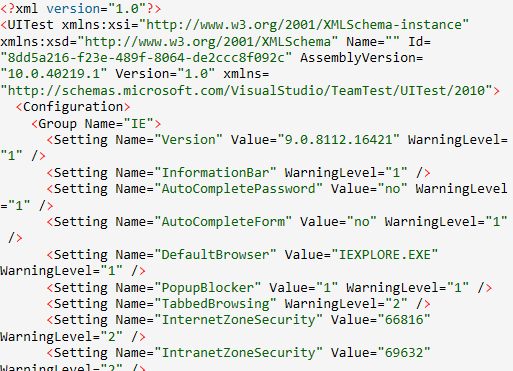 <?xml version="1.0"?>
<UITest xmlns:xsi="http://www.w3.org/2001/XMLSchema-instance"
xmlns:xsd="http://www.w3.org/2001/XMLSchema" Name="" Id=
"8dd5a216-f23e-489f-8064-de2ccc8f092c" AssemblyVersion=
"10.0.40219.1" Version="1.0" xmlns=
"http://schemas.microsoft.com/VisualStudio/TeamTest/UITest/2010">
  <Configuration>
    <Group Name="IE">
      <Setting Name="Version" Value="9.0.8112.16421" WarningLevel=
"1" />
      <Setting Name="InformationBar" WarningLevel="1" />
      <Setting Name="AutoCompletePassword" Value="no" WarningLevel
="1" />
      <Setting Name="AutoCompleteForm" Value="no" WarningLevel="1"
 />
      <Setting Name="DefaultBrowser" Value="IEXPLORE.EXE"
WarningLevel="1" />
      <Setting Name="PopupBlocker" Value="1" WarningLevel="1" />
      <Setting Name="TabbedBrowsing" WarningLevel="2" />
      <Setting Name="InternetZoneSecurity" Value="66816"
WarningLevel="2" />
      <Setting Name="IntranetZoneSecurity" Value="69632"
WarningLevel="2" />